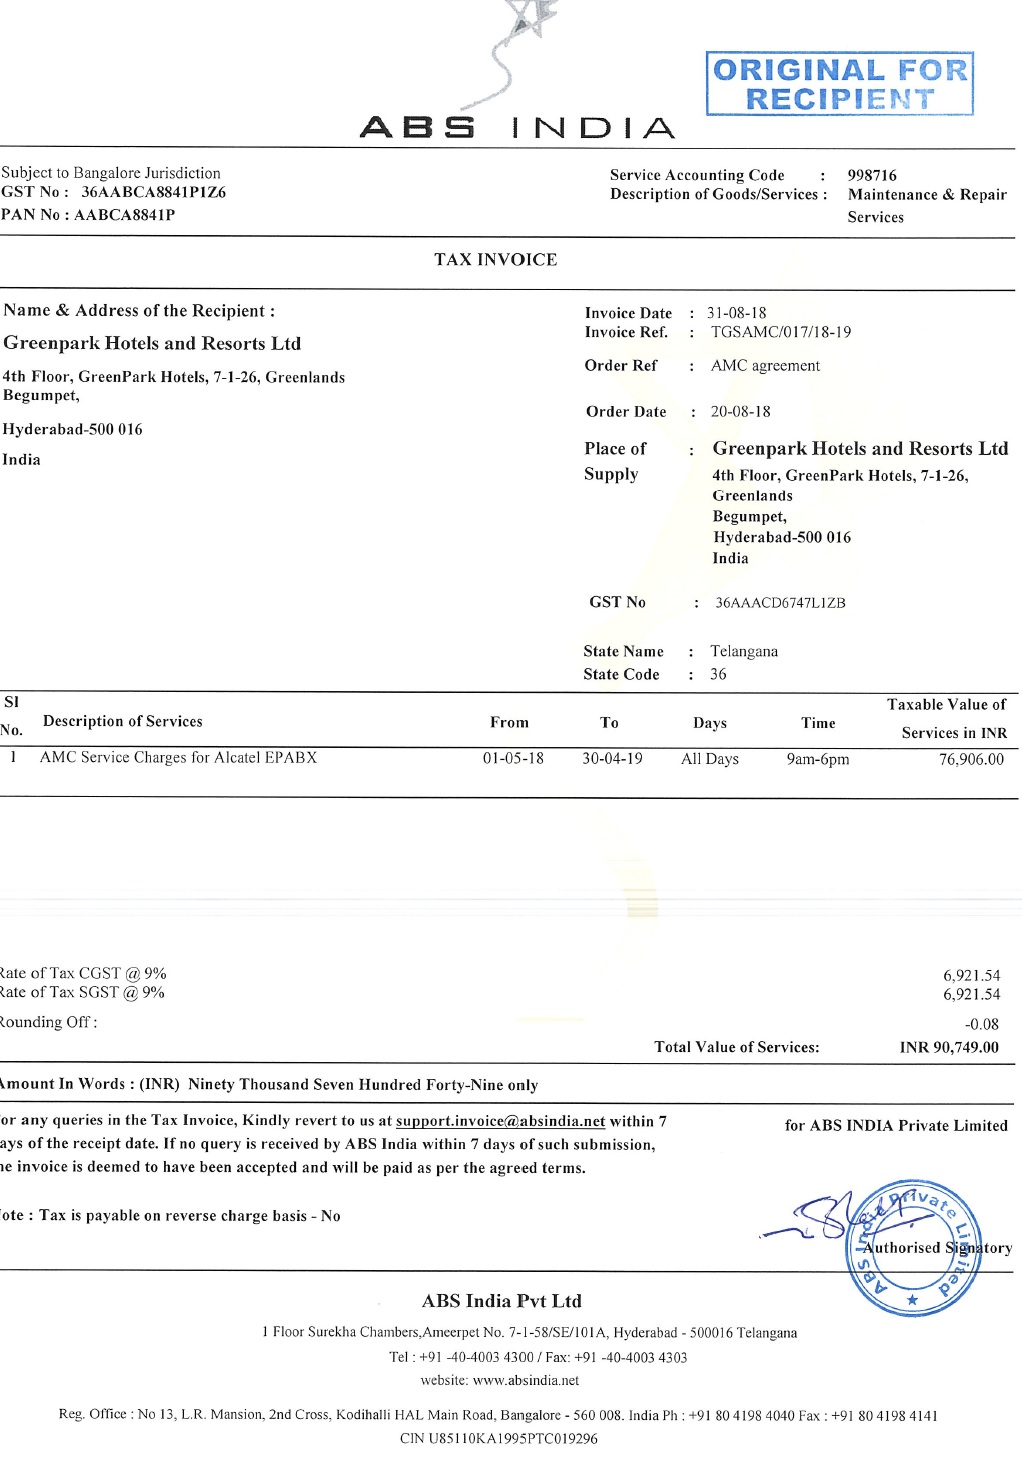 ORIGINAL FOR
RECIPIENT
ABS INDIA
Subject to Bangalore Jurisdiction
GST No : 36AABCA8841P1Z6
PAN No : AABCA8841P
Service Accounting Code : 998716
Description of Goods/Services : Maintenance & Repair
Services
TAX INVOICE
Name & Address of the Recipient :
Greenpark Hotels and Resorts Ltd
4th Floor, GreenPark Hotels, 7-1-26, Greenlands
Begumpet,
Hyderabad-500 016
India
Invoice Date : 31-08-18
Invoice Ref. : TGSAMC/017/18-19
Order Ref : AMC agreement
Order Date : 20-08-18
Place of : Greenpark Hotels and Resorts Ltd
Supply 4th Floor, GreenPark Hotels, 7-1-26,
Greenlands
Begumpet,
Hyderabad-500 016
India
GST No : 36AAACD6747L1ZB
State Name : Telangana
State Code : 36
Sl No. Description of Services From To Days Time Taxable Value of Services in INR
1 AMC Service Charges for Alcatel EPABX 01-05-18 30-04-19 All Days 9am-6pm 76,906.00
Rate of Tax CGST @ 9% 6,921.54
Rate of Tax SGST @ 9% 6,921.54
Rounding Off : -0.08
Total Value of Services: INR 90,749.00
Amount In Words : (INR) Ninety Thousand Seven Hundred Forty-Nine only
or any queries in the Tax Invoice, Kindly revert to us at support.invoice@absindia.net within 7
ays of the receipt date. If no query is received by ABS India within 7 days of such submission,
he invoice is deemed to have been accepted and will be paid as per the agreed terms.
ote : Tax is payable on reverse charge basis - No
for ABS INDIA Private Limited
ABS India Private Limited
Authorised Signatory
ABS India Pvt Ltd
1 Floor Surekha Chambers,Ameerpet No. 7-1-58/SE/101A, Hyderabad - 500016 Telangana
Tel : +91 -40-4003 4300 / Fax: +91 -40-4003 4303
website: www.absindia.net
Reg. Office : No 13, L.R. Mansion, 2nd Cross, Kodihalli HAL Main Road, Bangalore - 560 008. India Ph : +91 80 4198 4040 Fax : +91 80 4198 4141
CIN U85110KA1995PTC019296